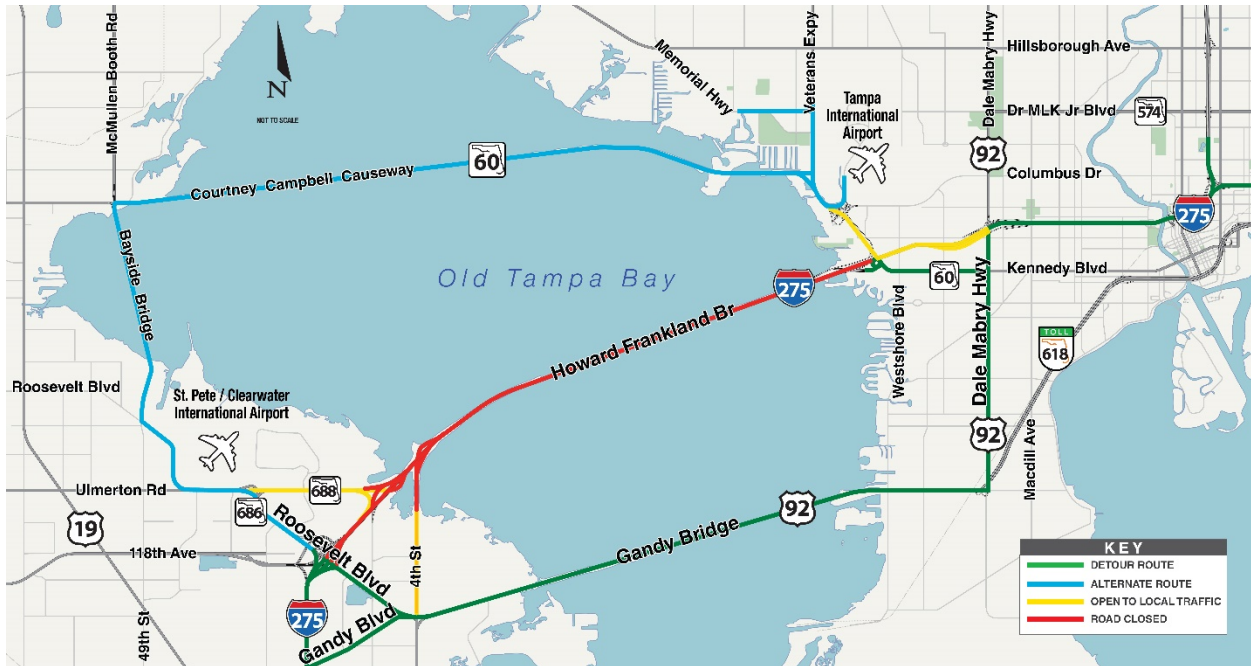 McMullen-Booth Rd
N
NOT TO SCALE
Memorial Hwy
Veterans Expy
Dale Mabry Hwy
Hillsborough Ave
Tampa
International
Airport
Dr MLK Jr Blvd
574
92
Columbus Dr
60
Courtney Campbell Causeway
275
Bayside Bridge
Old Tampa Bay
275
Kennedy Blvd
60
Howard Frankland Br
Westshore Blvd
Dale Mabry Hwy
TOLL
618
Roosevelt Blvd
St. Pete / Clearwater
International Airport
92
Macdill Ave
Ulmerton Rd
688
686
92
19
Roosevelt Blvd
118th Ave
4th St
Gandy Bridge
275
Gandy Blvd
49th St
KEY
DETOUR ROUTE
ALTERNATE ROUTE
OPEN TO LOCAL TRAFFIC
ROAD CLOSED